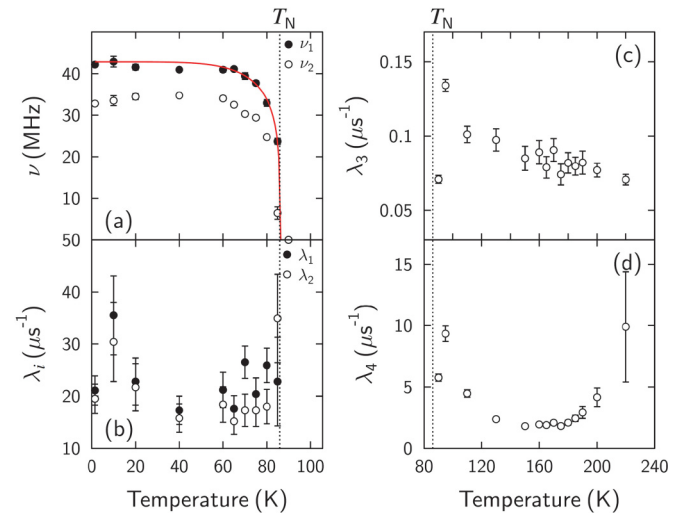 T_N
T_N
ν₁
ν₂
40
30
20
10
50
ν (MHz)
(a)
λ₁
λ₂
40
30
20
10
λᵢ (μs⁻¹)
(b)
0 20 40 60 80 100
Temperature (K)
(c)
0.15
0.1
0.05
λ₃ (μs⁻¹)
(d)
15
10
5
0
λ₄ (μs⁻¹)
80 120 160 200 240
Temperature (K)